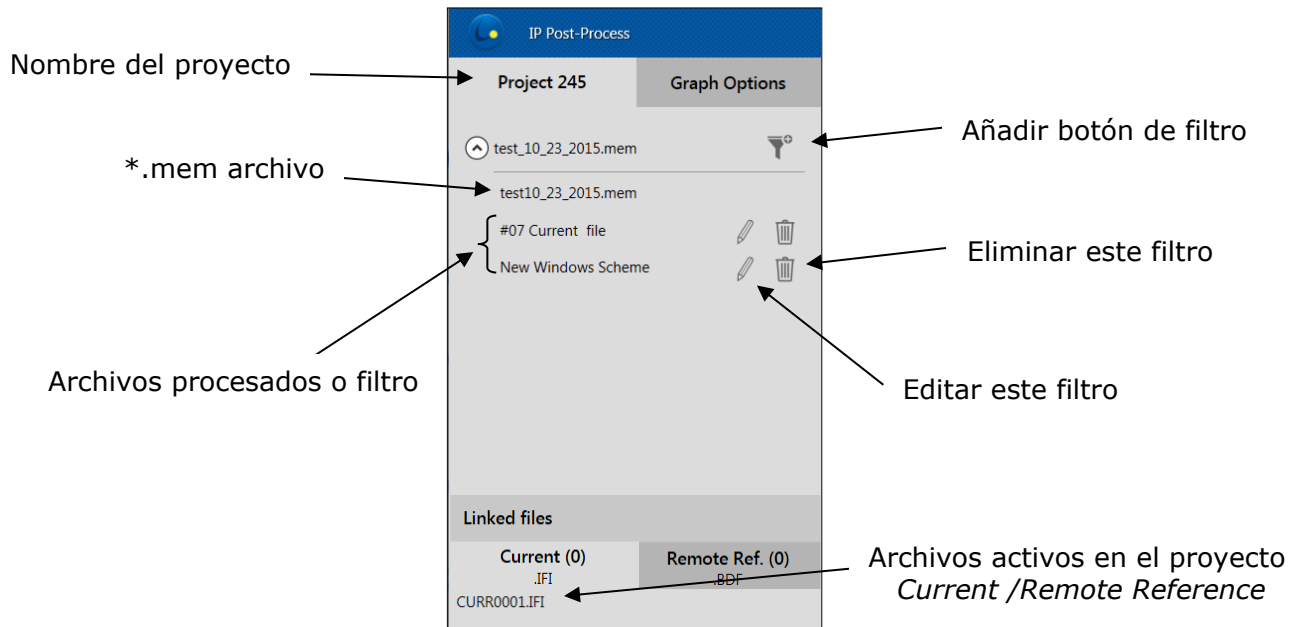 IP Post-Process
Nombre del proyecto
Project 245
Graph Options
Añadir botón de filtro
test_10_23_2015.mem
*.mem archivo
test10_23_2015.mem
#07 Current file
Eliminar este filtro
New Windows Scheme
Archivos procesados o filtro
Editar este filtro
Linked files
Current (0)
.IFI
Remote Ref. (0)
.BDF
CURR0001.IFI
Archivos activos en el proyecto
Current /Remote Reference